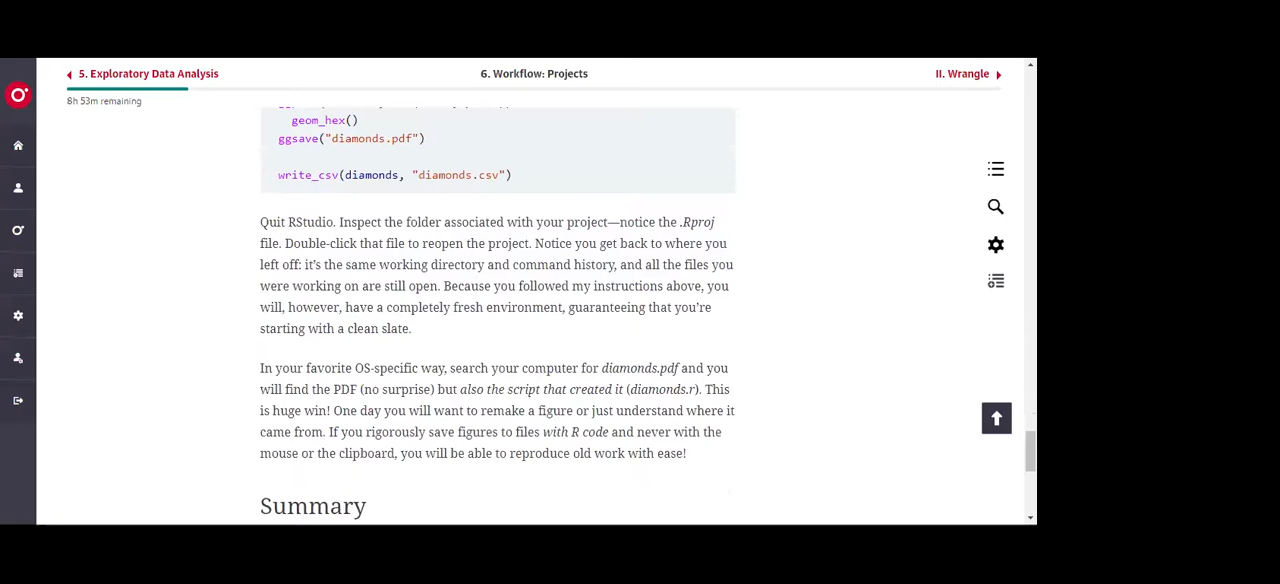 5. Exploratory Data Analysis
6. Workflow: Projects
II. Wrangle
8h 53m remaining
geom_hex()
ggsave("diamonds.pdf")
write_csv(diamonds, "diamonds.csv")
Quit RStudio. Inspect the folder associated with your project—notice the .Rproj
file. Double-click that file to reopen the project. Notice you get back to where you
left off: it’s the same working directory and command history, and all the files you
were working on are still open. Because you followed my instructions above, you
will, however, have a completely fresh environment, guaranteeing that you’re
starting with a clean slate.
In your favorite OS-specific way, search your computer for diamonds.pdf and you
will find the PDF (no surprise) but also the script that created it (diamonds.r). This
is huge win! One day you will want to remake a figure or just understand where it
came from. If you rigorously save figures to files with R code and never with the
mouse or the clipboard, you will be able to reproduce old work with ease!
Summary